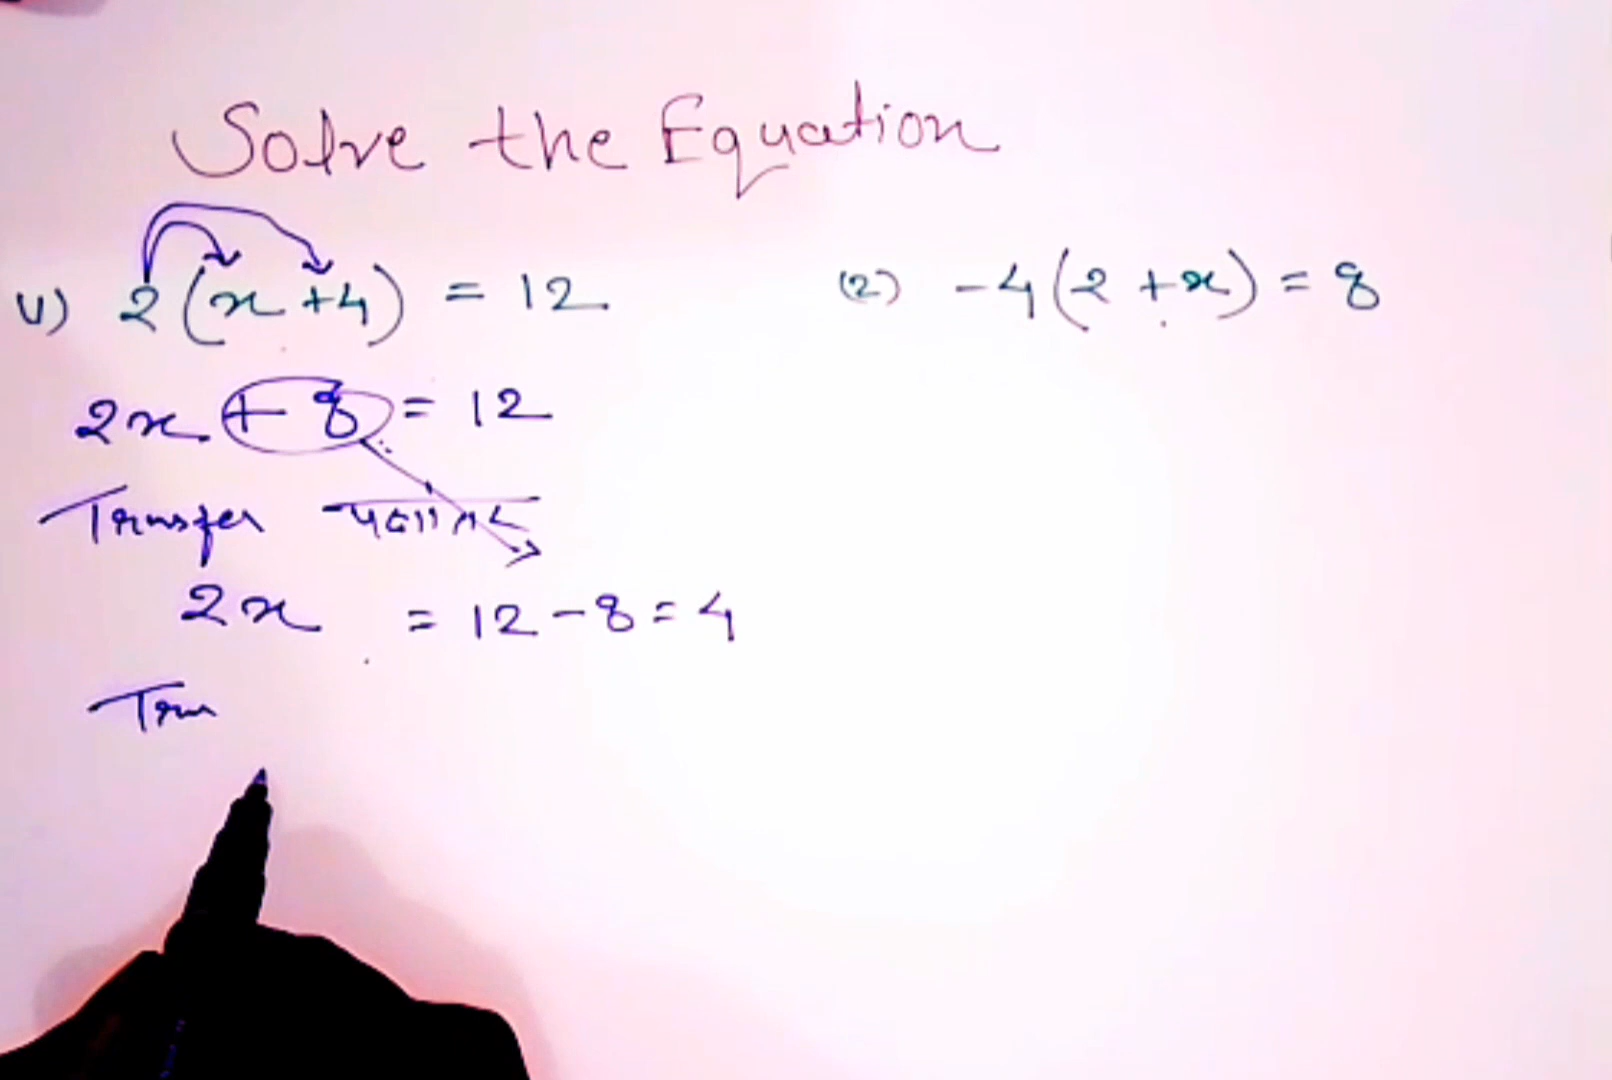 Solve the Equation
1) 2(x+4) = 12
(2) -4(2+x) = 8
2x + 8 = 12
Transfer
2x = 12 - 8 = 4
Tran